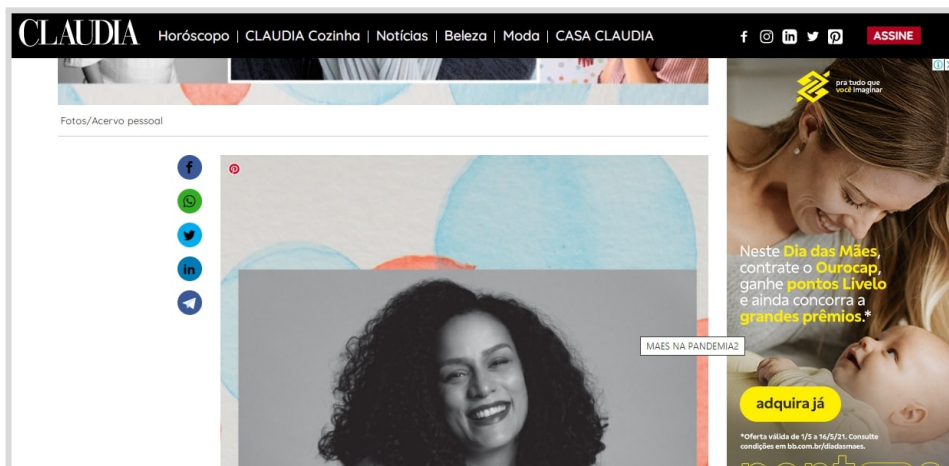 CLAUDIA Horóscopo | CLAUDIA Cozinha | Notícias | Beleza | Moda | CASA CLAUDIA ASSINE
Fotos/Acervo pessoal
MAES NA PANDEMIA2
pra tudo que
você imaginar
Neste Dia das Mães,
contrate o Ourocap,
ganhe pontos Livelo
e ainda concorra a
grandes prêmios.*
adquira já
*Oferta válida de 1/5 a 16/5/21. Consulte
condições em bb.com.br/diadasmaes.